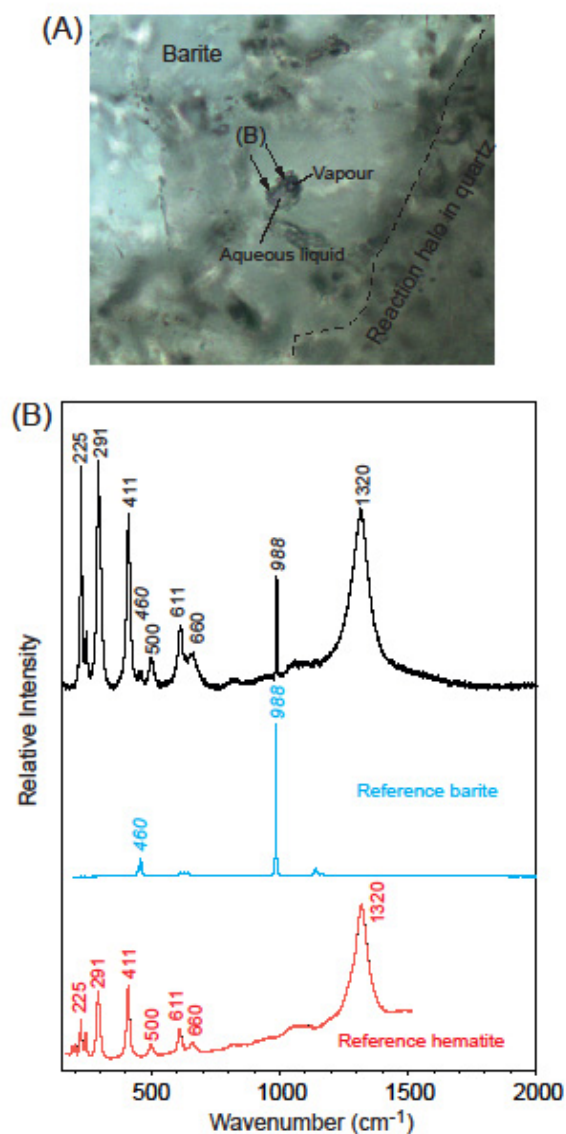 (A)
Barite
(B)
Vapour
Aqueous liquid
Reaction halo in quartz
(B)
225
291
411
460
500
611
660
988
1320
988
Reference barite
460
1320
225
291
411
500
611
660
Reference hematite
Relative Intensity
500
1000
1500
2000
Wavenumber (cm⁻¹)